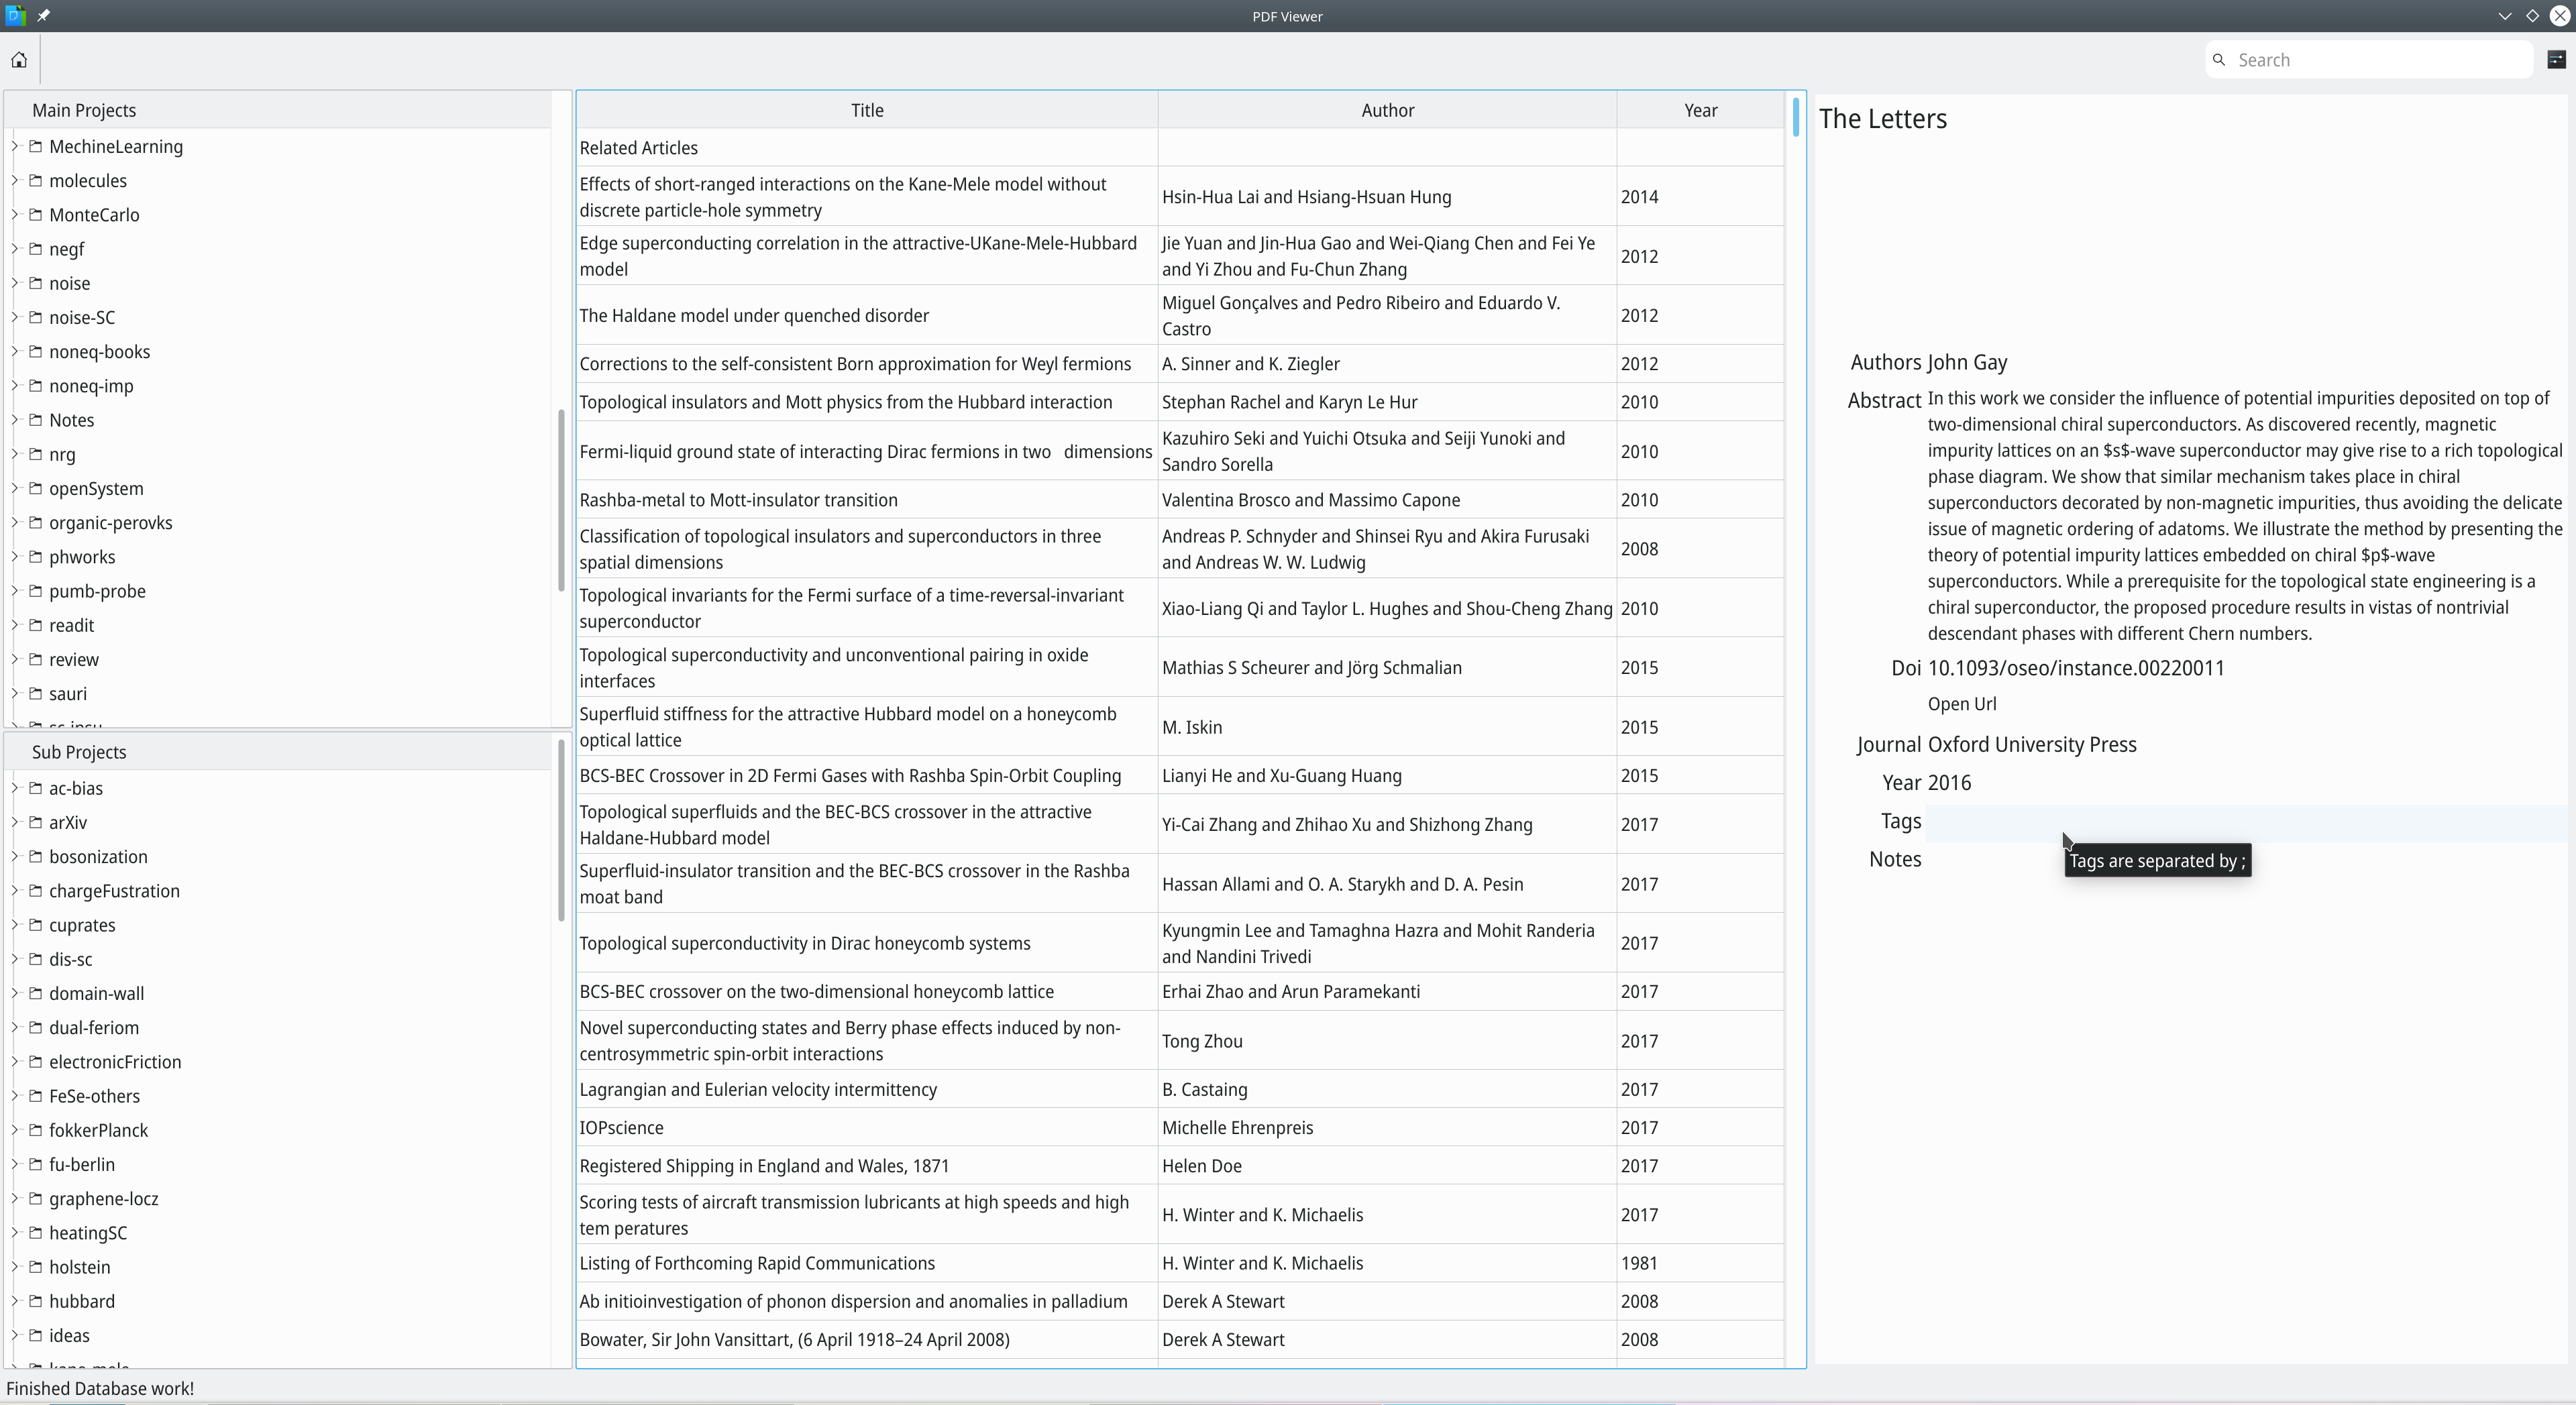 PDF Viewer
Search
Main Projects
MechineLearning
molecules
MonteCarlo
negf
noise
noise-SC
noneq-books
noneq-imp
Notes
nrg
openSystem
organic-perovks
phworks
pumb-probe
readit
review
sauri
Sub Projects
ac-bias
arXiv
bosonization
chargeFustration
cuprates
dis-sc
domain-wall
dual-feriom
electronicFriction
FeSe-others
fokkerPlanck
fu-berlin
graphene-locz
heatingSC
holstein
hubbard
ideas
Title Author Year
Related Articles
Effects of short-ranged interactions on the Kane-Mele model without
discrete particle-hole symmetry
Hsin-Hua Lai and Hsiang-Hsuan Hung
2014
Edge superconducting correlation in the attractive-UKane-Mele-Hubbard
model
Jie Yuan and Jin-Hua Gao and Wei-Qiang Chen and Fei Ye
and Yi Zhou and Fu-Chun Zhang
2012
The Haldane model under quenched disorder
Miguel Gonçalves and Pedro Ribeiro and Eduardo V.
Castro
2012
Corrections to the self-consistent Born approximation for Weyl fermions
A. Sinner and K. Ziegler
2012
Topological insulators and Mott physics from the Hubbard interaction
Stephan Rachel and Karyn Le Hur
2010
Fermi-liquid ground state of interacting Dirac fermions in two dimensions
Kazuhiro Seki and Yuichi Otsuka and Seiji Yunoki and
Sandro Sorella
2010
Rashba-metal to Mott-insulator transition
Valentina Brosco and Massimo Capone
2010
Classification of topological insulators and superconductors in three
spatial dimensions
Andreas P. Schnyder and Shinsei Ryu and Akira Furusaki
and Andreas W. W. Ludwig
2008
Topological invariants for the Fermi surface of a time-reversal-invariant
superconductor
Xiao-Liang Qi and Taylor L. Hughes and Shou-Cheng Zhang
2010
Topological superconductivity and unconventional pairing in oxide
interfaces
Mathias S Scheurer and Jörg Schmalian
2015
Superfluid stiffness for the attractive Hubbard model on a honeycomb
optical lattice
M. Iskin
2015
BCS-BEC Crossover in 2D Fermi Gases with Rashba Spin-Orbit Coupling
Lianyi He and Xu-Guang Huang
2015
Topological superfluids and the BEC-BCS crossover in the attractive
Haldane-Hubbard model
Yi-Cai Zhang and Zhihao Xu and Shizhong Zhang
2017
Superfluid-insulator transition and the BEC-BCS crossover in the Rashba
moat band
Hassan Allami and O. A. Starykh and D. A. Pesin
2017
Topological superconductivity in Dirac honeycomb systems
Kyungmin Lee and Tamaghna Hazra and Mohit Randeria
and Nandini Trivedi
2017
BCS-BEC crossover on the two-dimensional honeycomb lattice
Erhai Zhao and Arun Paramekanti
2017
Novel superconducting states and Berry phase effects induced by non-
centrosymmetric spin-orbit interactions
Tong Zhou
2017
Lagrangian and Eulerian velocity intermittency
B. Castaing
2017
IOPscience
Michelle Ehrenpreis
2017
Registered Shipping in England and Wales, 1871
Helen Doe
2017
Scoring tests of aircraft transmission lubricants at high speeds and high
tem peratures
H. Winter and K. Michaelis
2017
Listing of Forthcoming Rapid Communications
H. Winter and K. Michaelis
1981
Ab initioinvestigation of phonon dispersion and anomalies in palladium
Derek A Stewart
2008
Bowater, Sir John Vansittart, (6 April 1918–24 April 2008)
Derek A Stewart
2008
The Letters
Authors John Gay
Abstract In this work we consider the influence of potential impurities deposited on top of
two-dimensional chiral superconductors. As discovered recently, magnetic
impurity lattices on an $s$-wave superconductor may give rise to a rich topological
phase diagram. We show that similar mechanism takes place in chiral
superconductors decorated by non-magnetic impurities, thus avoiding the delicate
issue of magnetic ordering of adatoms. We illustrate the method by presenting the
theory of potential impurity lattices embedded on chiral $p$-wave
superconductors. While a prerequisite for the topological state engineering is a
chiral superconductor, the proposed procedure results in vistas of nontrivial
descendant phases with different Chern numbers.
Doi 10.1093/oseo/instance.00220011
Open Url
Journal Oxford University Press
Year 2016
Tags
Notes
Tags are separated by ;
Finished Database work!